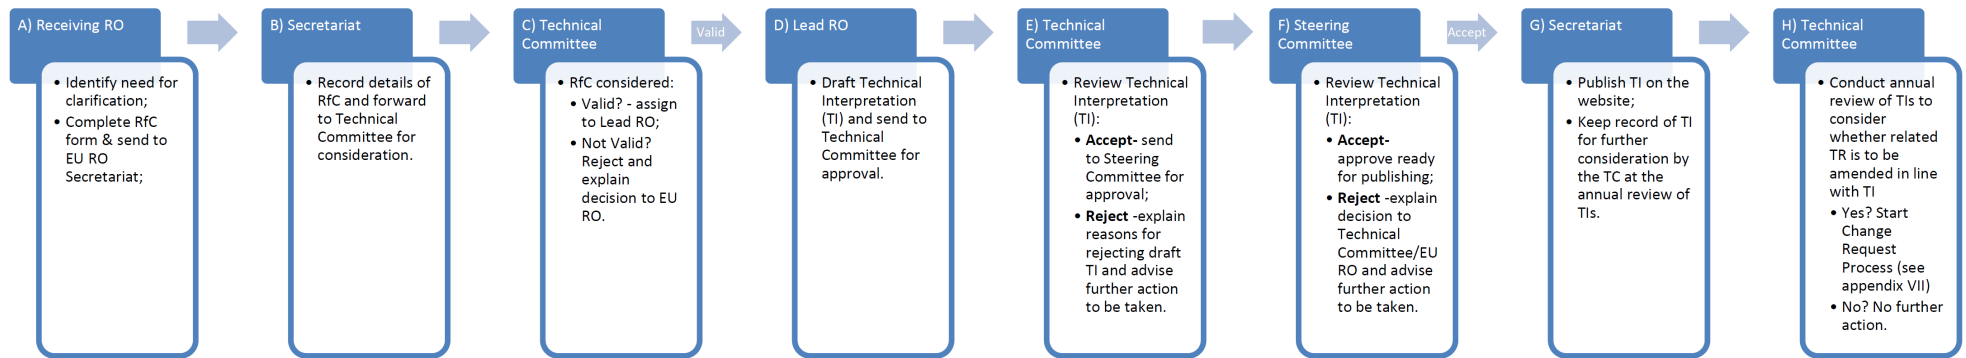 A) Receiving RO
• Identify need for
clarification;
• Complete RfC
form & send to
EU RO
Secretariat;
B) Secretariat
• Record details of
RfC and forward
to Technical
Committee for
consideration.
C) Technical
Committee
• RfC considered:
• Valid? - assign
to Lead RO;
• Not Valid?
Reject and
explain
decision to EU
RO.
Valid
D) Lead RO
• Draft Technical
Interpretation
(TI) and send to
Technical
Committee for
approval.
E) Technical
Committee
• Review Technical
Interpretation
(TI):
• Accept- send
to Steering
Committee for
approval;
• Reject -explain
reasons for
rejecting draft
TI and advise
further action
to be taken.
F) Steering
Committee
• Review Technical
Interpretation
(TI):
• Accept-
approve ready
for publishing;
• Reject -explain
decision to
Technical
Committee/EU
RO and advise
further action
to be taken.
Accept
G) Secretariat
• Publish TI on the
website;
• Keep record of TI
for further
consideration by
the TC at the
annual review of
TIs.
H) Technical
Committee
• Conduct annual
review of TIs to
consider
whether related
TR is to be
amended in line
with TI
• Yes? Start
Change
Request
Process (see
appendix VII)
• No? No further
action.